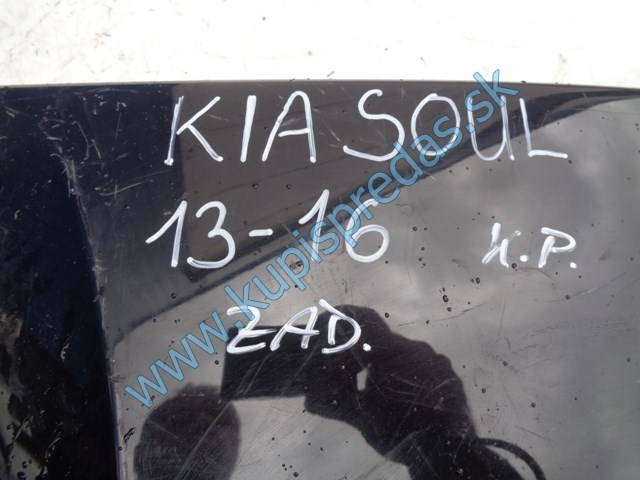 KIA SOUL
13-16 K.P.
ZAD.
www.kupispredas.sk